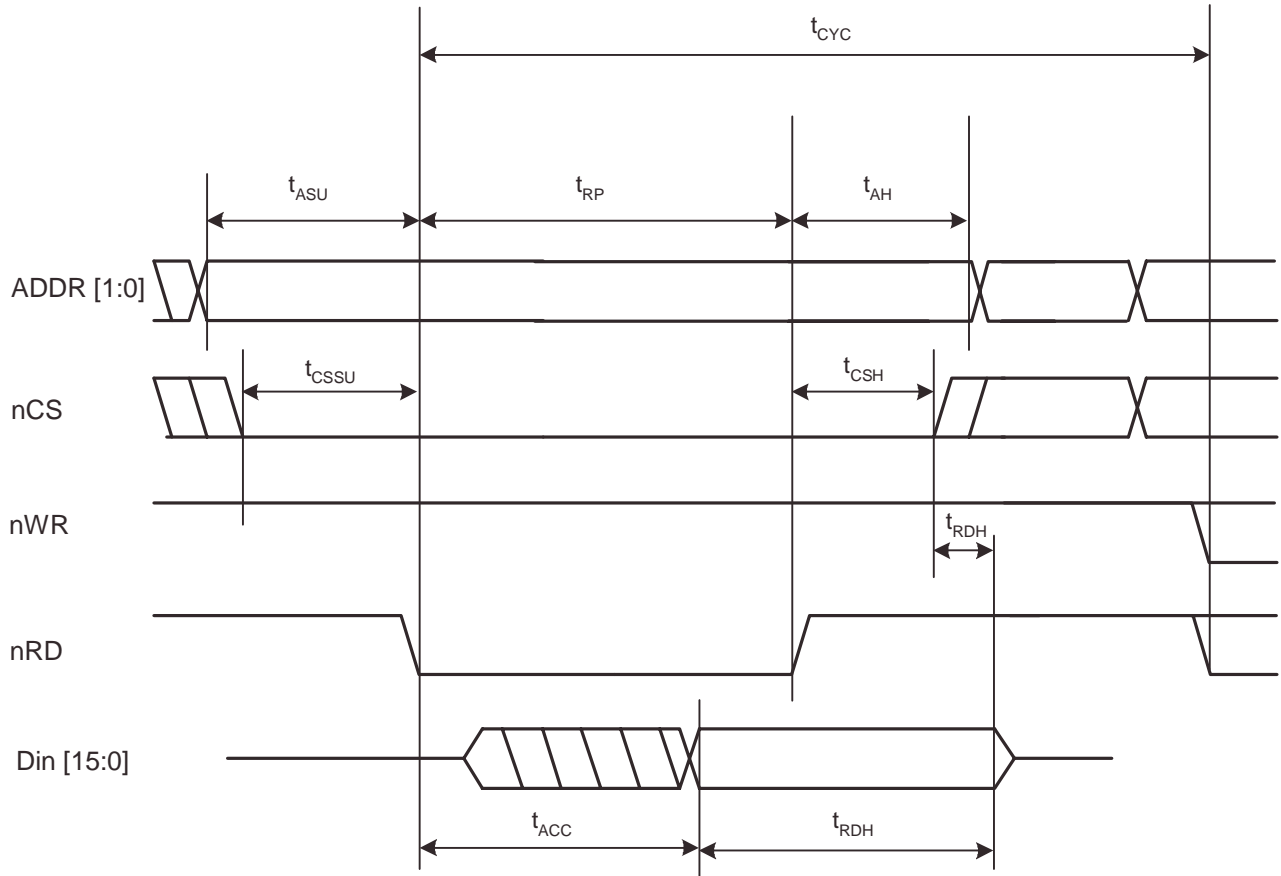 tCYC
tASU
tRP
tAH
ADDR [1:0]
tCSSU
tCSH
nCS
nWR
tRDH
nRD
Din [15:0]
tACC
tRDH